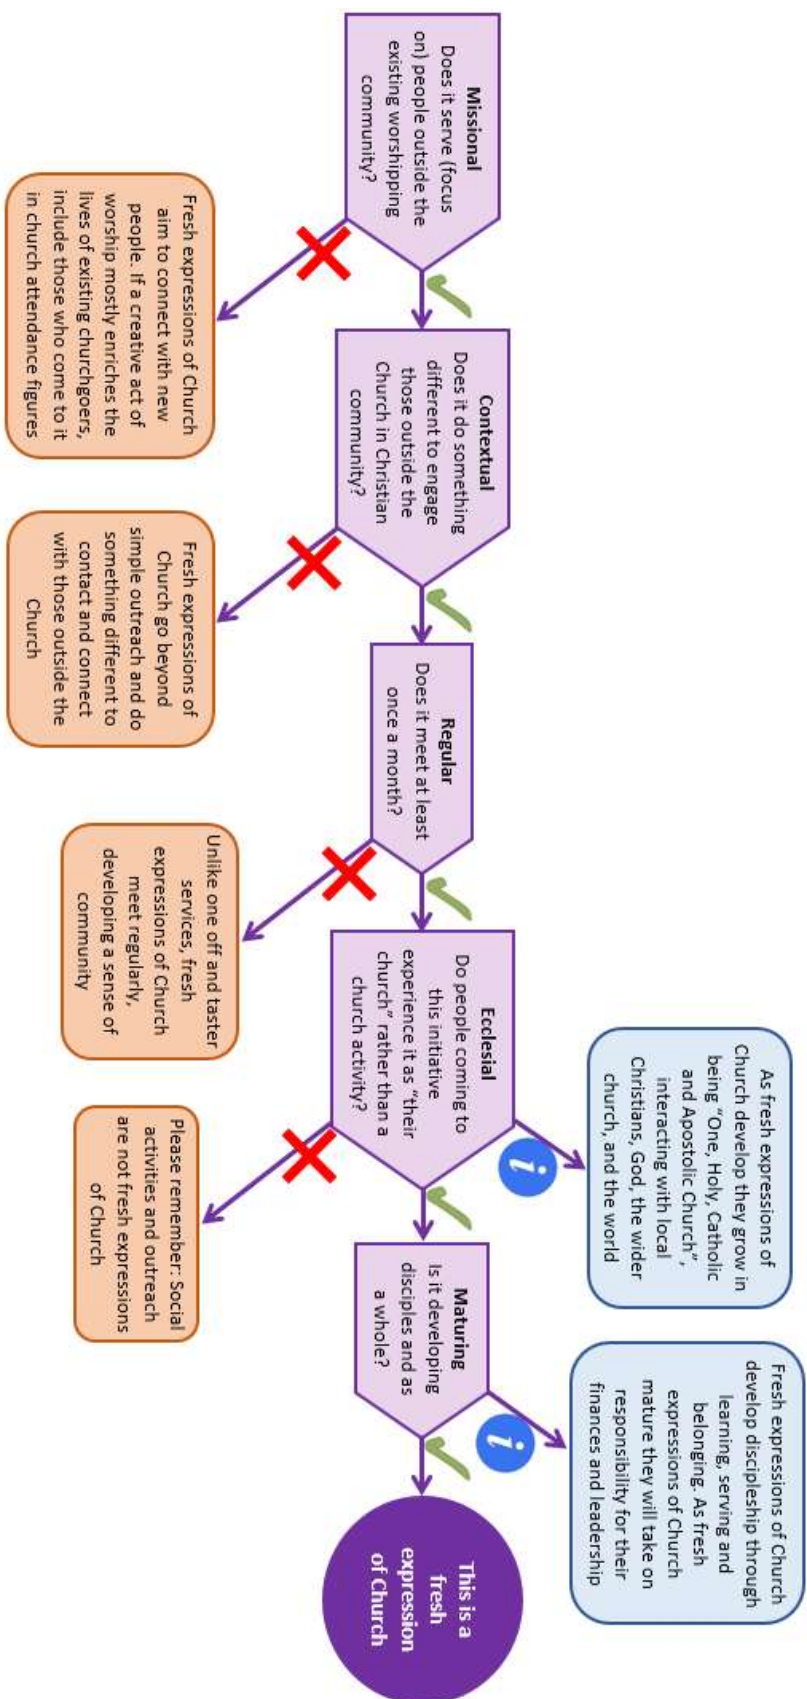 As fresh expressions of
Church develop they grow in
being “One, Holy, Catholic
and Apostolic Church”,
interacting with local
Christians, God, the wider
church, and the world
Fresh expressions of Church
develop discipleship through
learning, serving and
belonging. As fresh
expressions of Church
mature they will take on
responsibility for their
finances and leadership
Missional
Does it serve (focus
on) people outside the
existing worshipping
community?
Contextual
Does it do something
different to engage
those outside the
Church in Christian
community?
Regular
Does it meet at least
once a month?
Ecclesial
Do people coming to
this initiative
experience it as “their
church” rather than a
church activity?
Maturing
Is it developing
disciples and as
a whole?
This is a
fresh
expression
of Church
i
i
Fresh expressions of Church
aim to connect with new
people. If a creative act of
worship mostly enriches the
lives of existing churchgoers,
include those who come to it
in church attendance figures
Fresh expressions of
Church go beyond
simple outreach and do
something different to
contact and connect
with those outside the
Church
Unlike one off and taster
services, fresh
expressions of Church
meet regularly,
developing a sense of
community
Please remember: Social
activities and outreach
are not fresh expressions
of Church